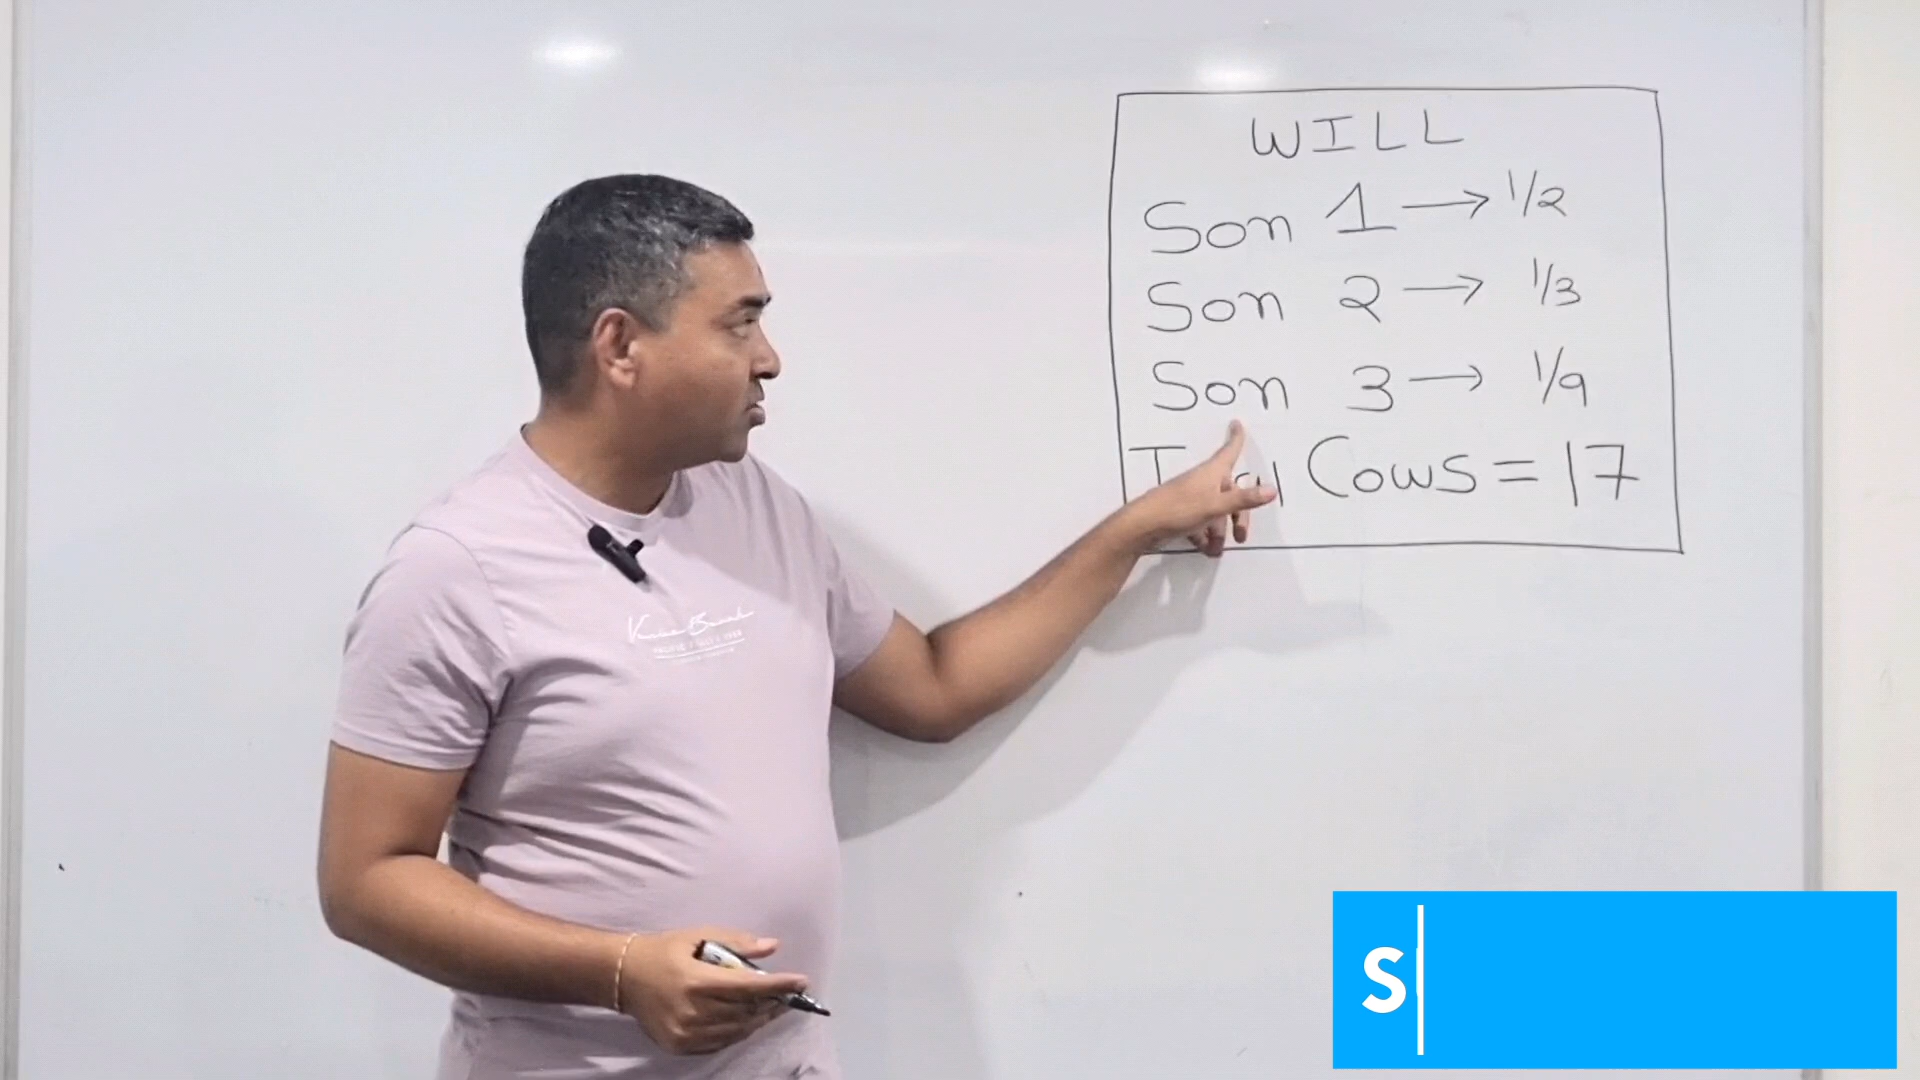 WILL
Son 1 → 1/2
Son 2 → 1/3
Son 3 → 1/9
Cows = 17
S